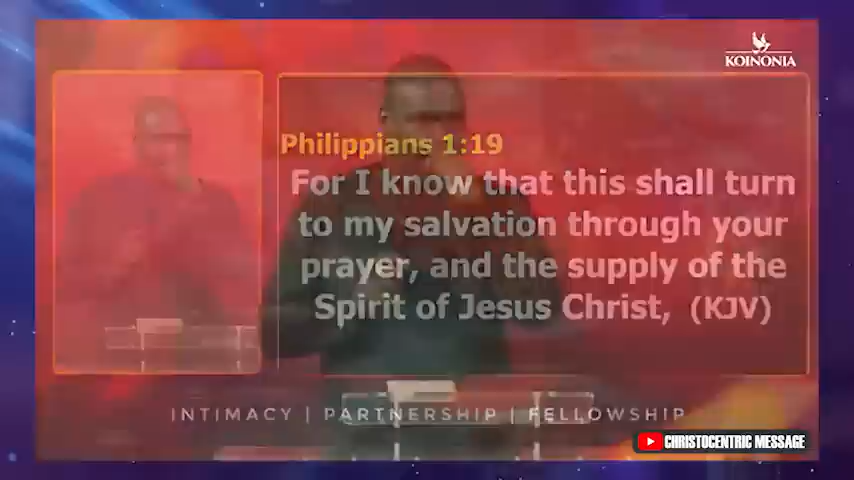 KOINONIA
Philippians 1:19
For I know that this shall turn
to my salvation through your
prayer, and the supply of the
Spirit of Jesus Christ, (KJV)
INTIMACY | PARTNERSHIP | FELLOWSHIP
CHRISTOCENTRIC MESSAGE